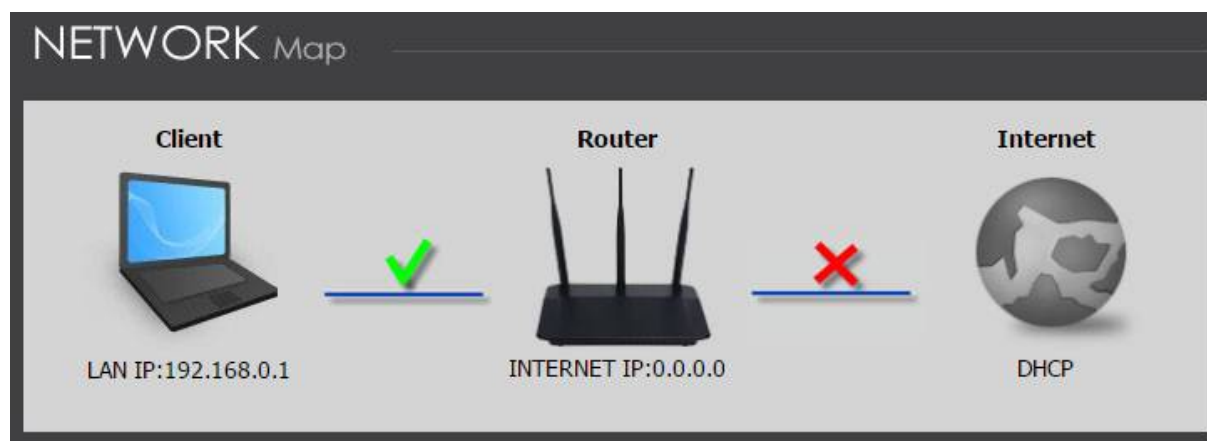 NETWORK Map
Client
Router
Internet
LAN IP:192.168.0.1
INTERNET IP:0.0.0.0
DHCP